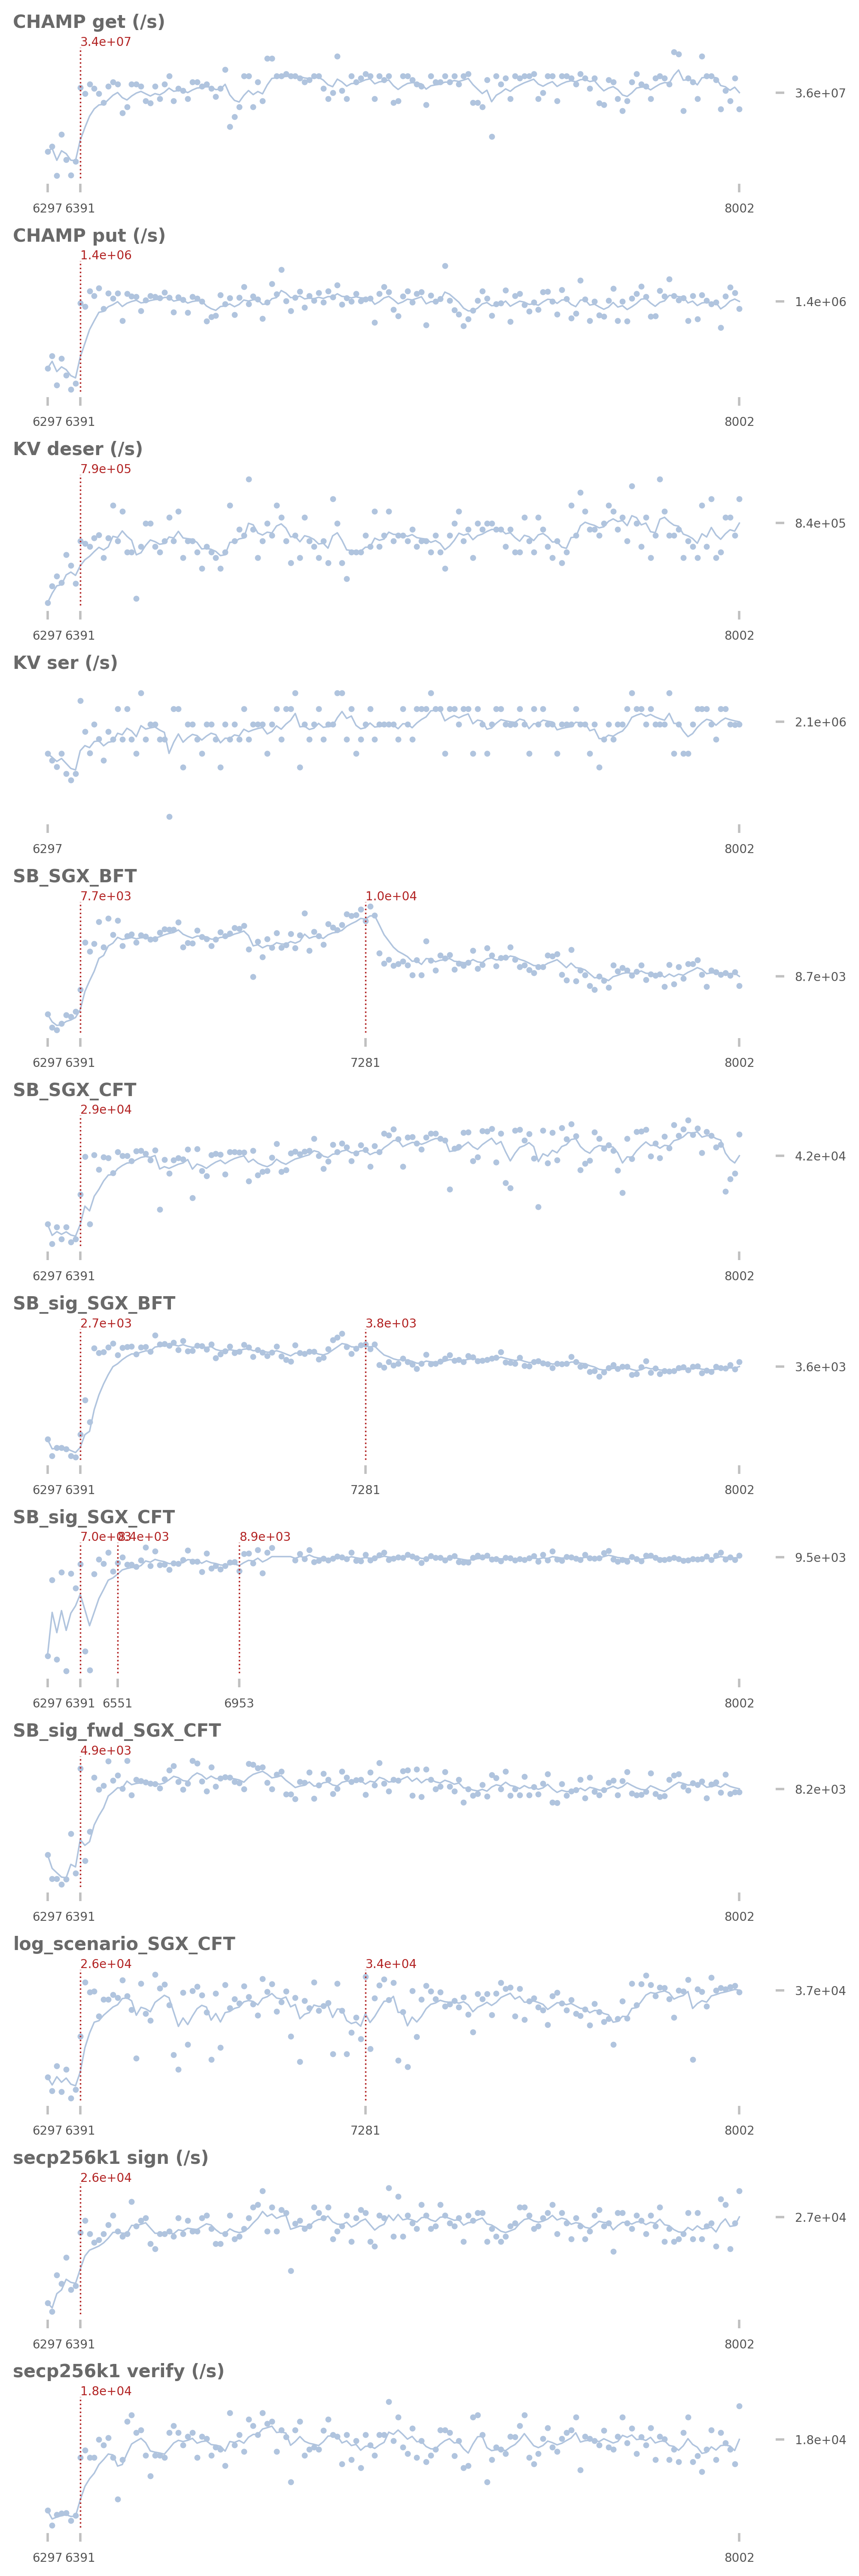 CHAMP get (/s)
3.4e+07
3.6e+07
6297 6391 8002
CHAMP put (/s)
1.4e+06
1.4e+06
6297 6391 8002
KV deser (/s)
7.9e+05
8.4e+05
6297 6391 8002
KV ser (/s)
2.1e+06
6297 8002
SB_SGX_BFT
7.7e+03 1.0e+04
8.7e+03
6297 6391 7281 8002
SB_SGX_CFT
2.9e+04
4.2e+04
6297 6391 8002
SB_sig_SGX_BFT
2.7e+03 3.8e+03
3.6e+03
6297 6391 7281 8002
SB_sig_SGX_CFT
7.0e+03 8.4e+03 8.9e+03
9.5e+03
6297 6391 6551 6953 8002
SB_sig_fwd_SGX_CFT
4.9e+03
8.2e+03
6297 6391 8002
log_scenario_SGX_CFT
2.6e+04 3.4e+04
3.7e+04
6297 6391 7281 8002
secp256k1 sign (/s)
2.6e+04
2.7e+04
6297 6391 8002
secp256k1 verify (/s)
1.8e+04
1.8e+04
6297 6391 8002